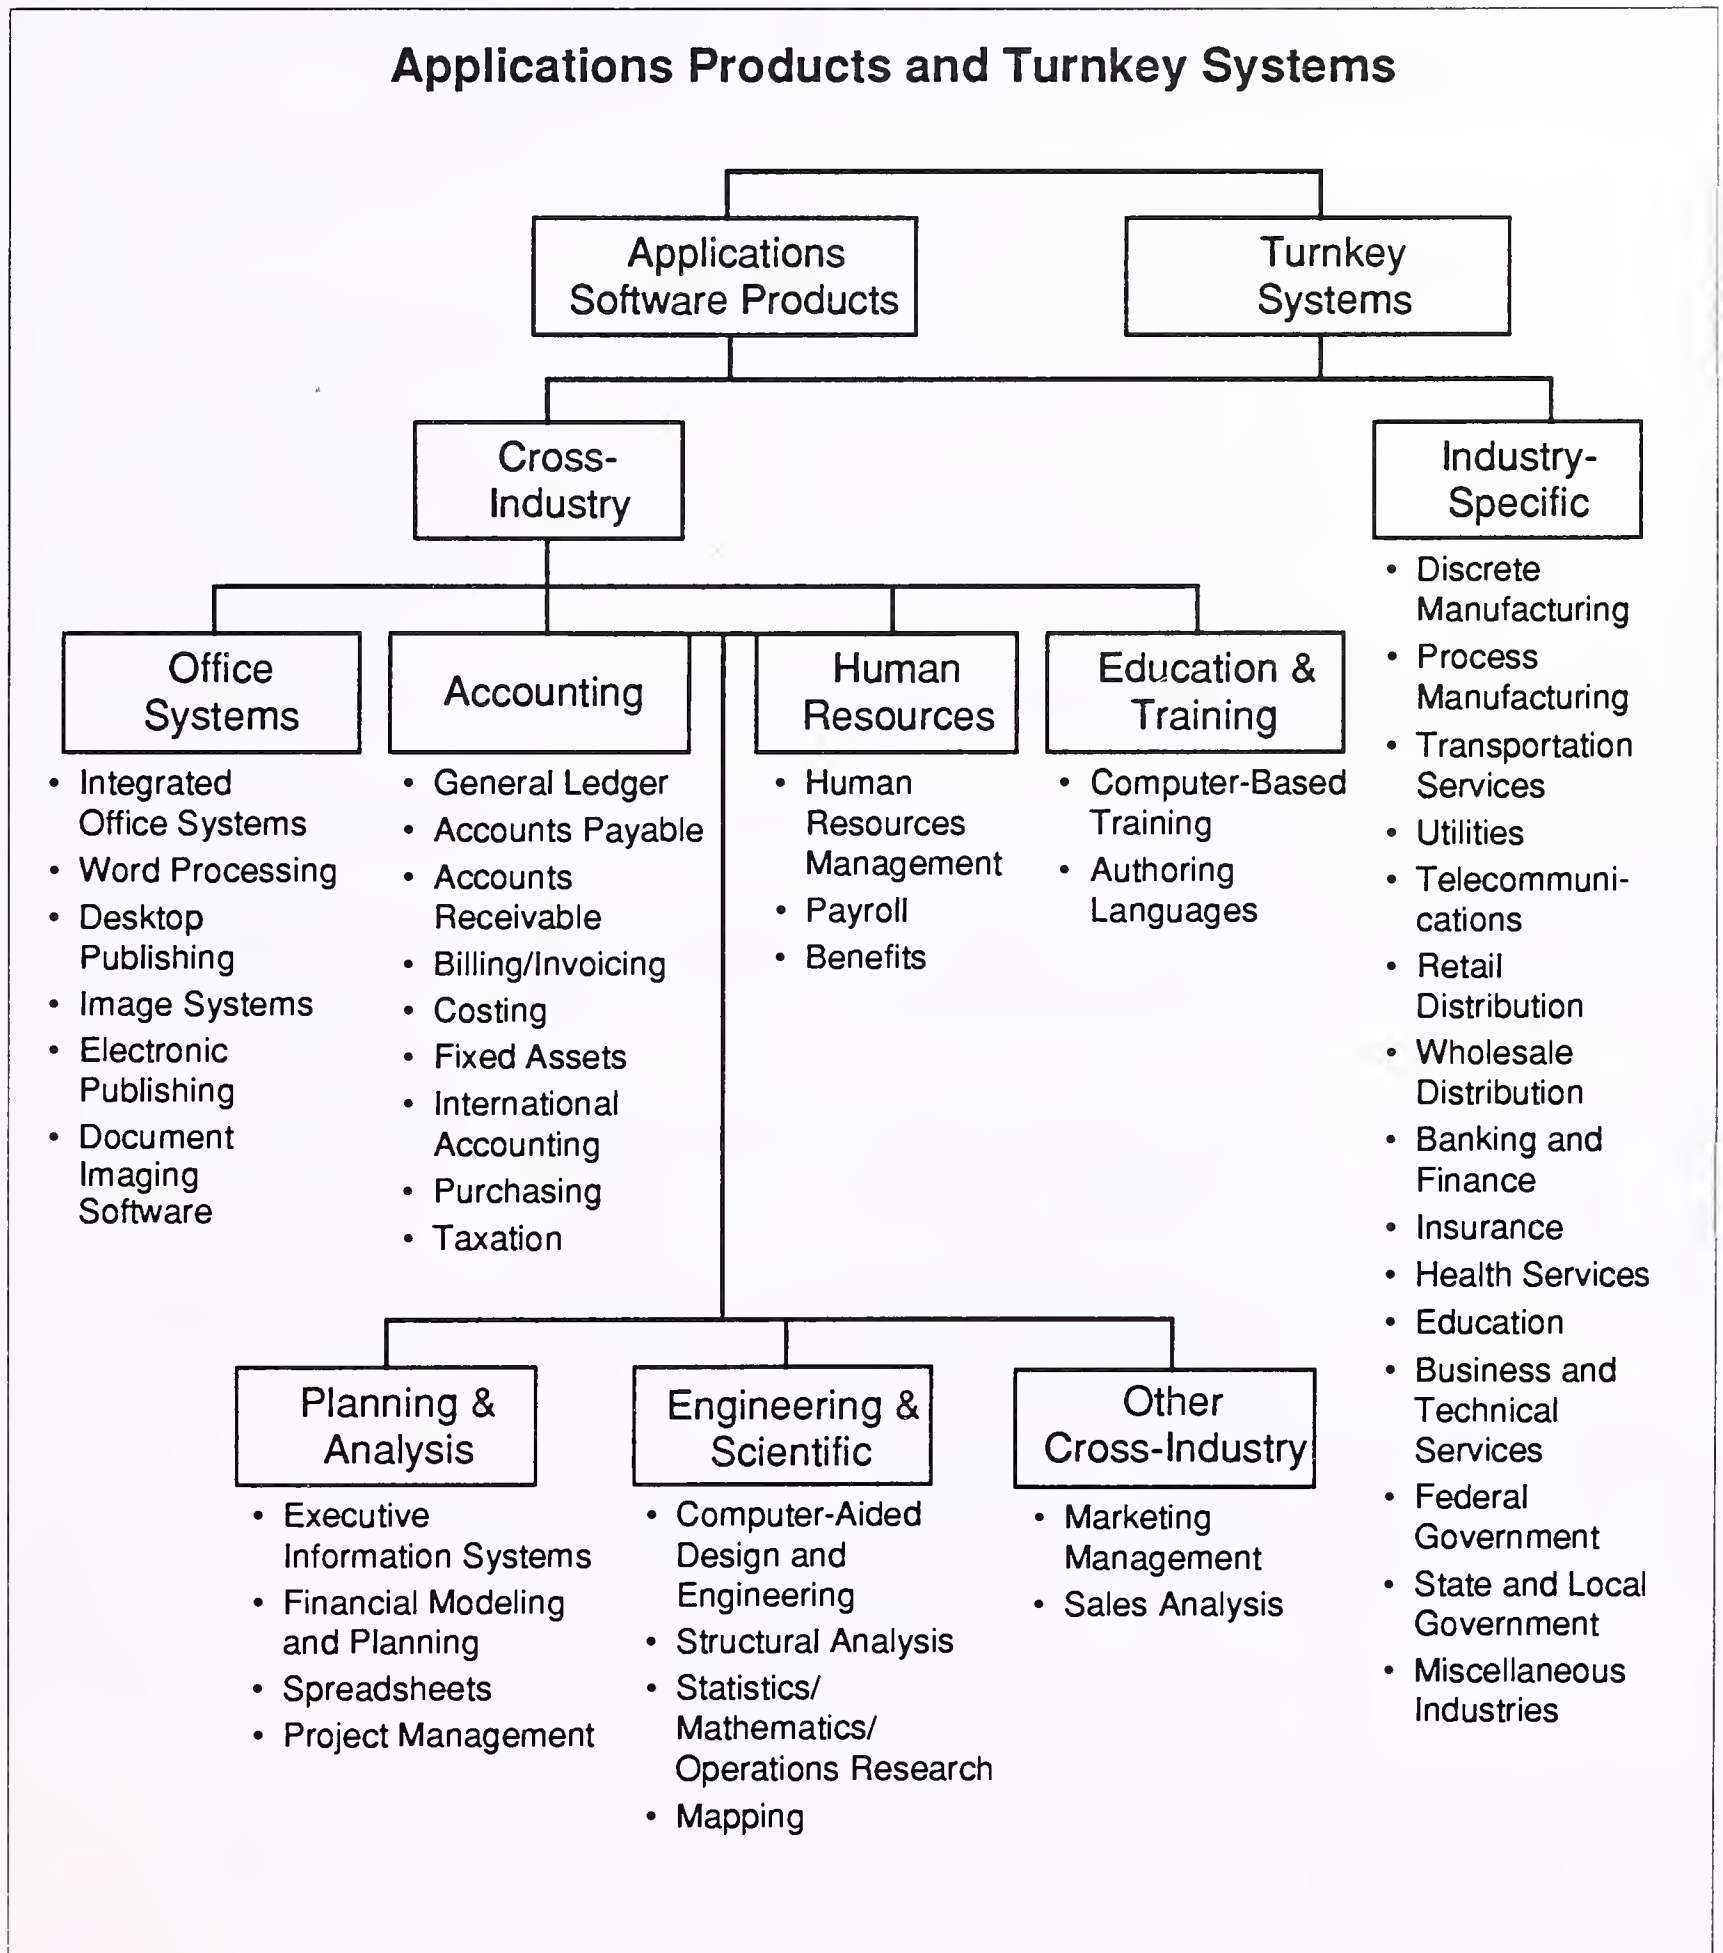 Applications Products and Turnkey Systems
Applications
Software Products
Turnkey
Systems
Cross-
Industry
Industry-
Specific
• Discrete
Manufacturing
• Process
Manufacturing
• Transportation
Services
• Utilities
• Telecommuni-
cations
• Retail
Distribution
• Wholesale
Distribution
• Banking and
Finance
• Insurance
• Health Services
• Education
• Business and
Technical
Services
• Federal
Government
• State and Local
Government
• Miscellaneous
Industries
Office
Systems
• Integrated
Office Systems
• Word Processing
• Desktop
Publishing
• Image Systems
• Electronic
Publishing
• Document
Imaging
Software
Accounting
• General Ledger
• Accounts Payable
• Accounts
Receivable
• Billing/Invoicing
• Costing
• Fixed Assets
• International
Accounting
• Purchasing
• Taxation
Human
Resources
• Human
Resources
Management
• Payroll
• Benefits
Education &
Training
• Computer-Based
Training
• Authoring
Languages
Planning &
Analysis
• Executive
Information Systems
• Financial Modeling
and Planning
• Spreadsheets
• Project Management
Engineering &
Scientific
• Computer-Aided
Design and
Engineering
• Structural Analysis
• Statistics/
Mathematics/
Operations Research
• Mapping
Other
Cross-Industry
• Marketing
Management
• Sales Analysis